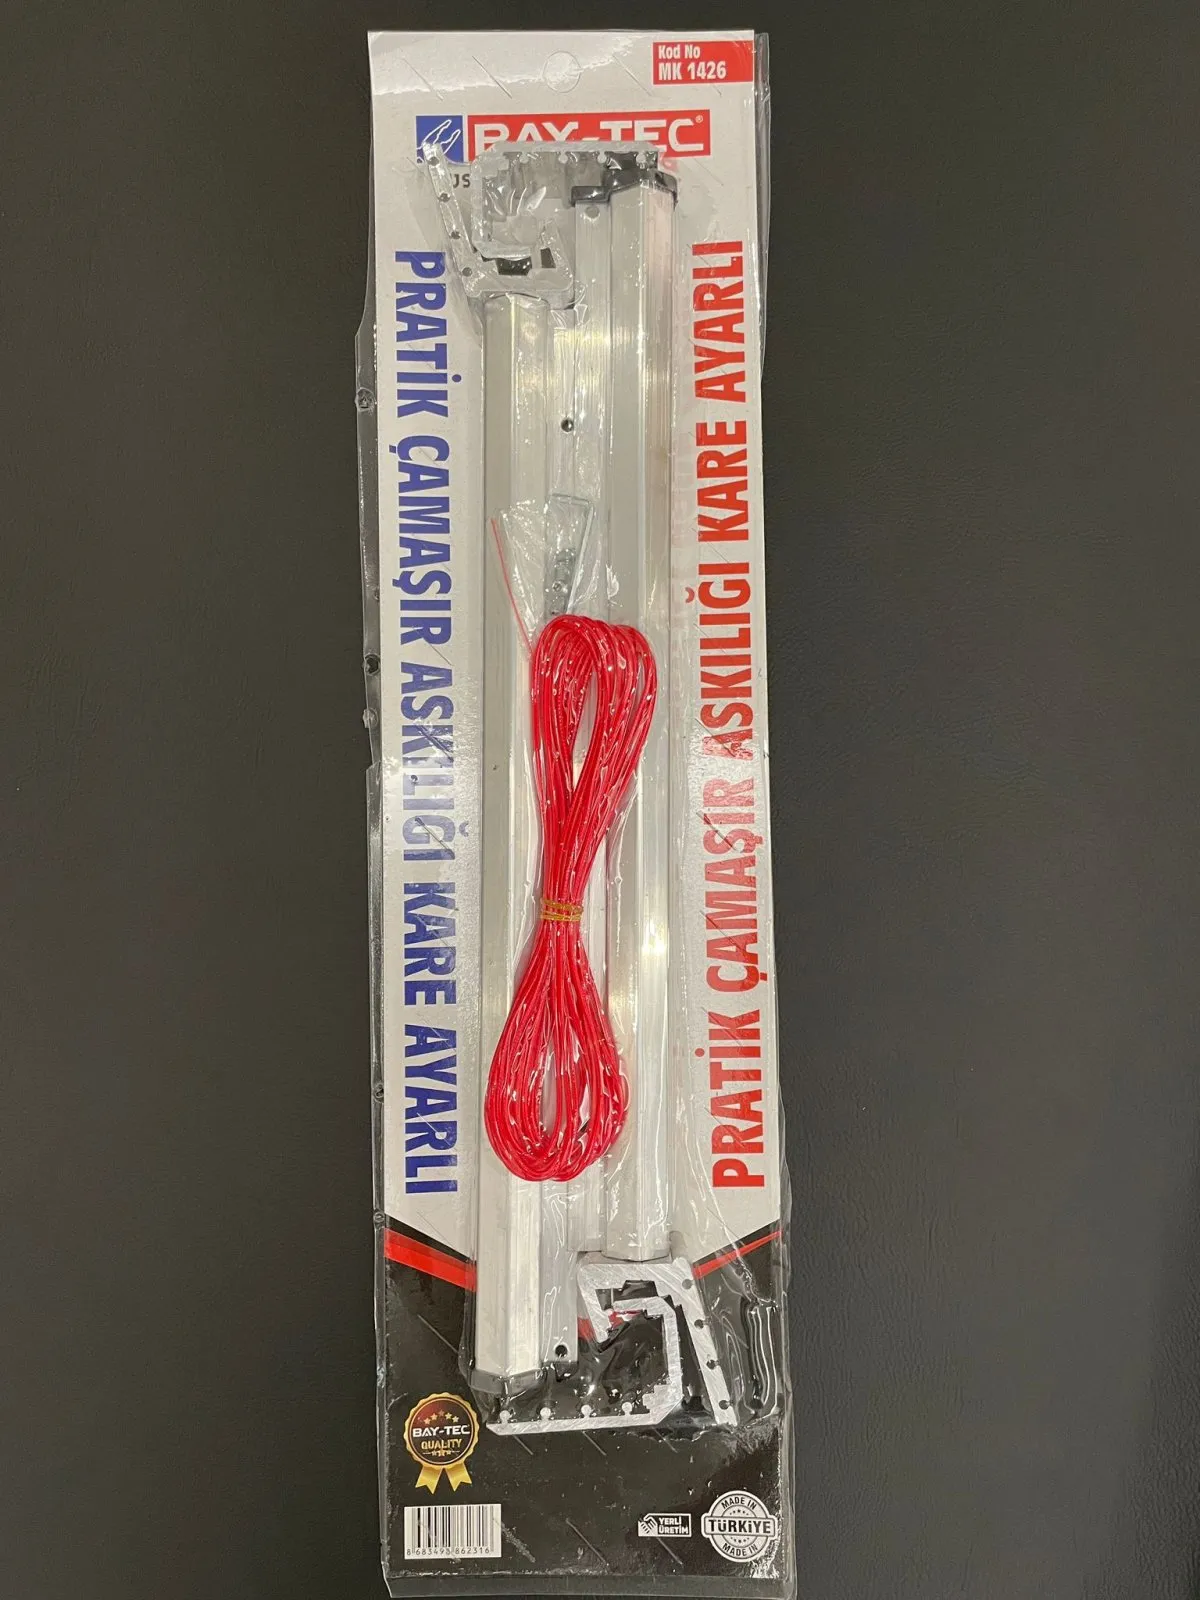 Kod No
MK 1426
BAY-TEC®
PRATİK ÇAMAŞIR ASKILIĞI KARE AYARLI
PRATİK ÇAMAŞIR ASKILIĞI KARE AYARLI
BAY-TEC
QUALITY
8683493862316
YERLİ
ÜRETİM
MADE IN
TÜRKİYE
MADE IN